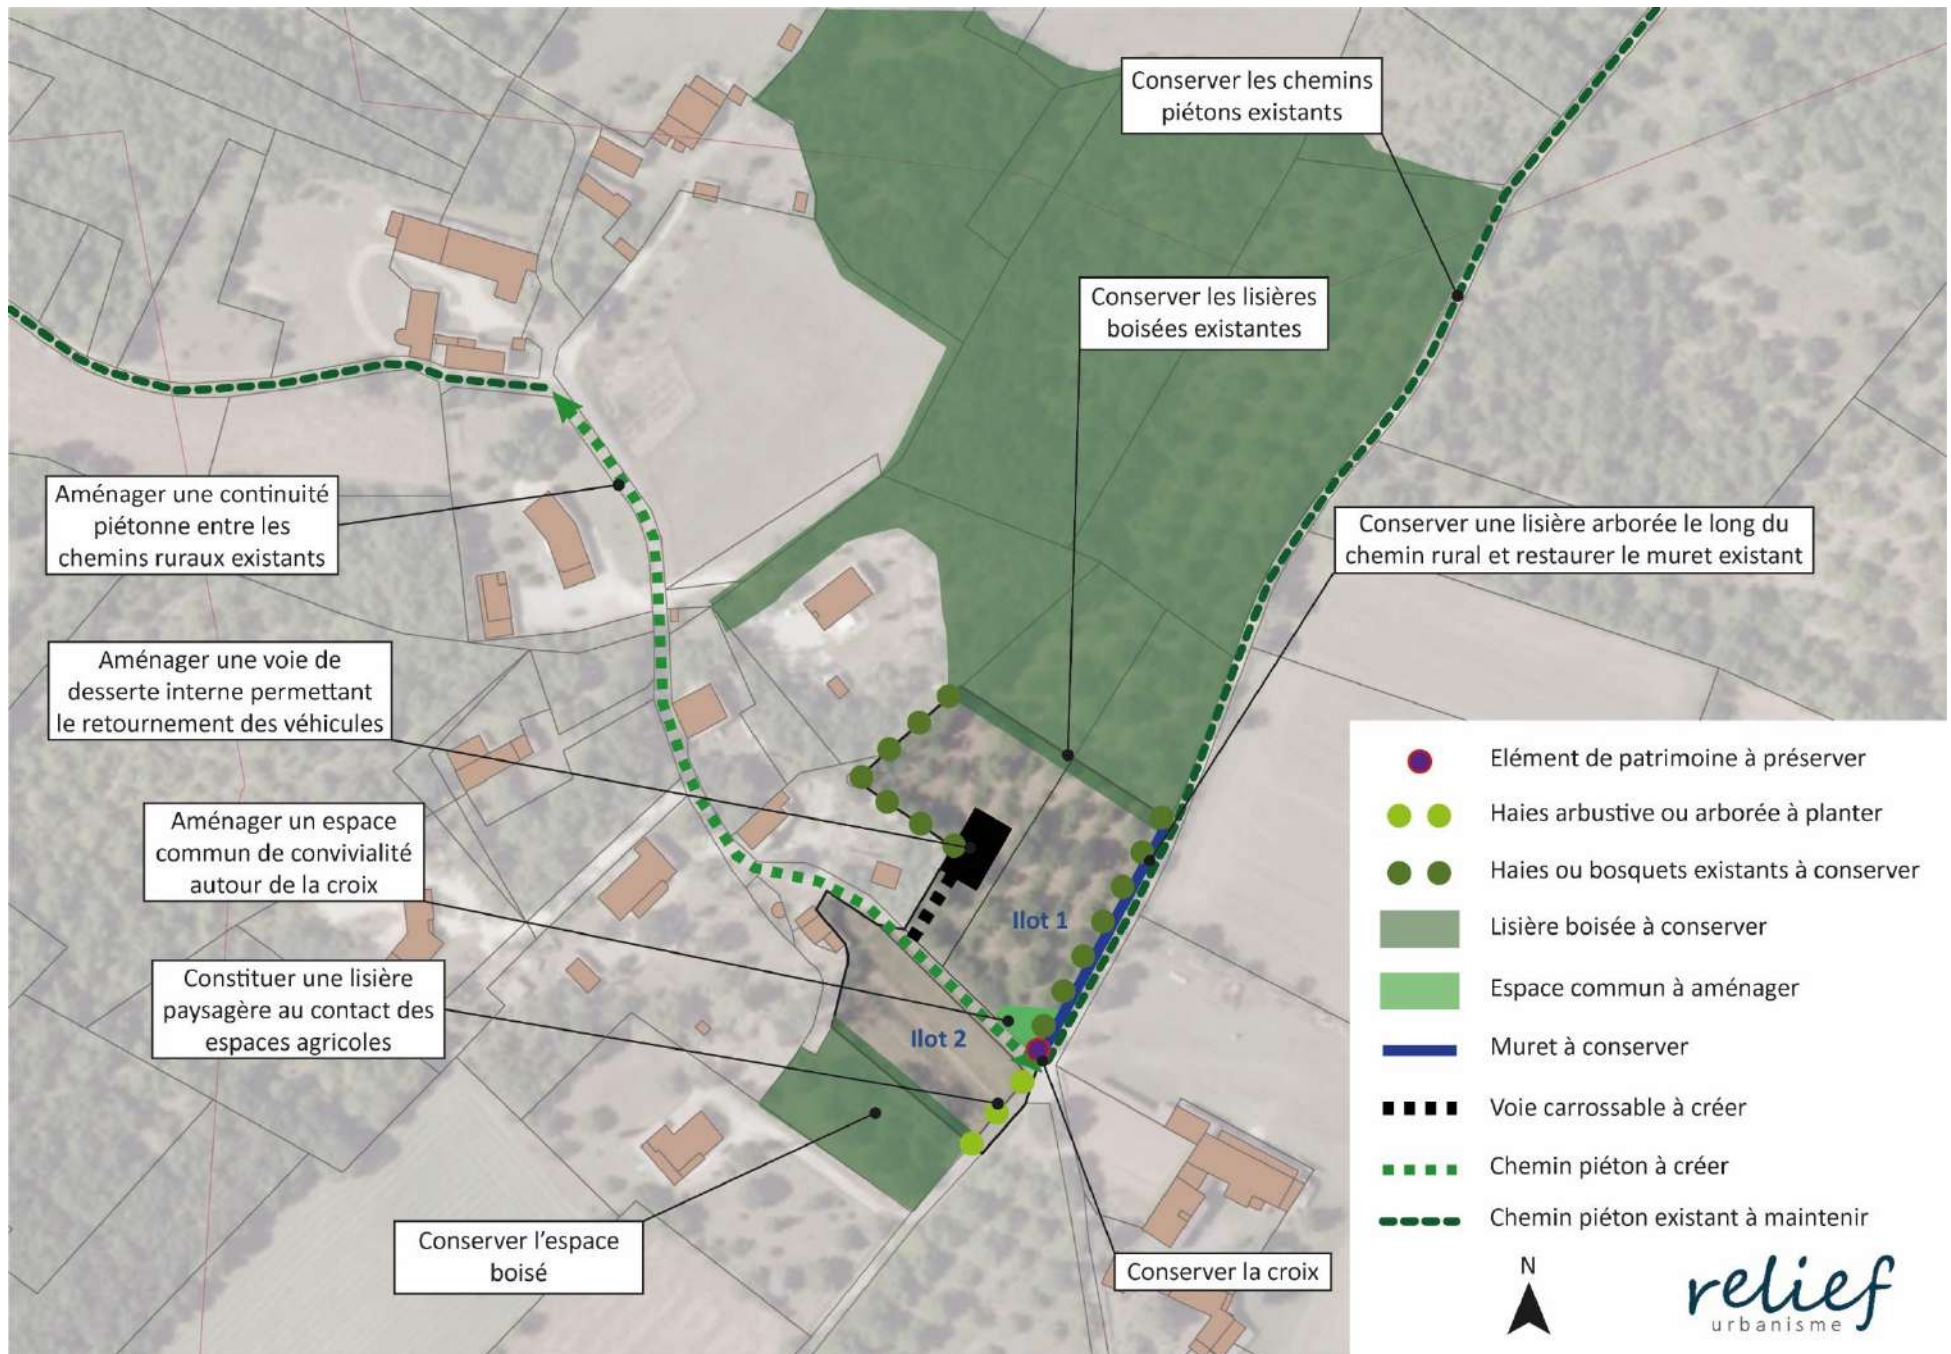 Conserver les chemins
piétons existants
Conserver les lisières
boisées existantes
Aménager une continuité
piétonne entre les
chemins ruraux existants
Conserver une lisière arborée le long du
chemin rural et restaurer le muret existant
Aménager une voie de
desserte interne permettant
le retournement des véhicules
Aménager un espace
commun de convivialité
autour de la croix
Constituer une lisière
paysagère au contact des
espaces agricoles
Ilot 1
Ilot 2
Conserver l'espace
boisé
Conserver la croix
Elément de patrimoine à préserver
Haies arbustive ou arborée à planter
Haies ou bosquets existants à conserver
Lisière boisée à conserver
Espace commun à aménager
Muret à conserver
Voie carrossable à créer
Chemin piéton à créer
Chemin piéton existant à maintenir
N
relief
urbanisme